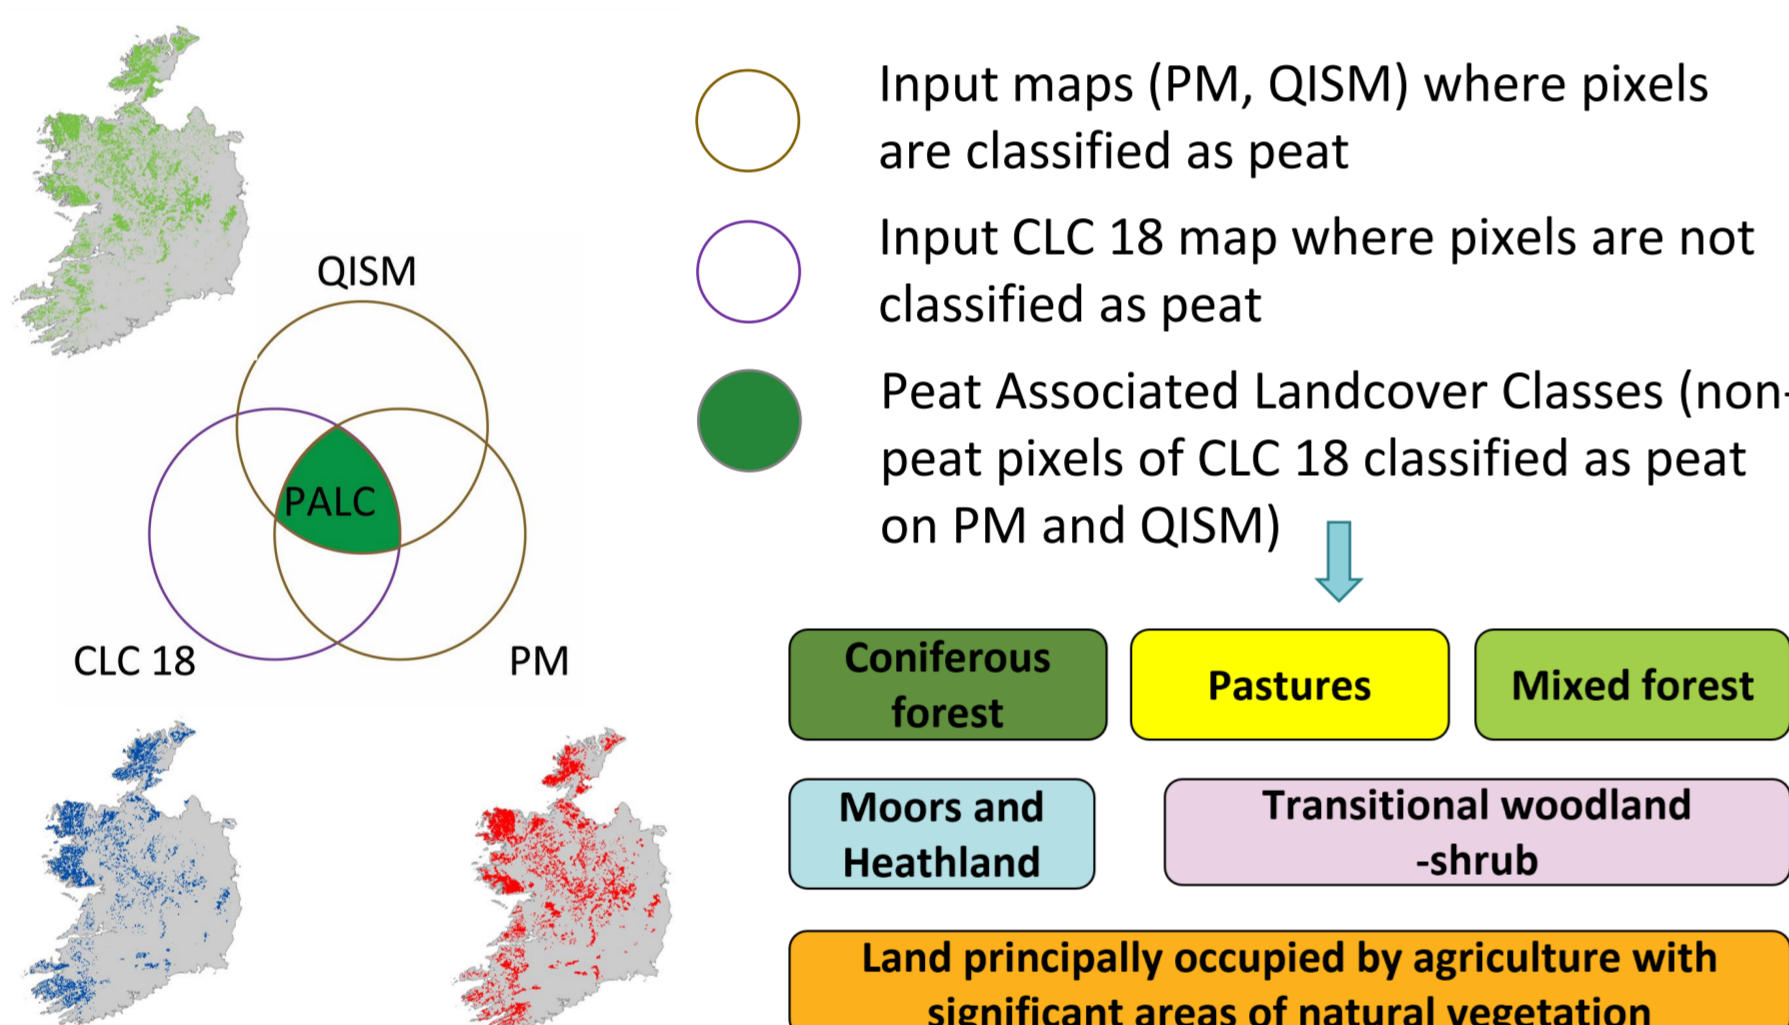 QISM
PALC
CLC 18
PM
Input maps (PM, QISM) where pixels
are classified as peat
Input CLC 18 map where pixels are not
classified as peat
Peat Associated Landcover Classes (non-
peat pixels of CLC 18 classified as peat
on PM and QISM)
Coniferous
forest
Pastures
Mixed forest
Moors and
Heathland
Transitional woodland
-shrub
Land principally occupied by agriculture with
significant areas of natural vegetation